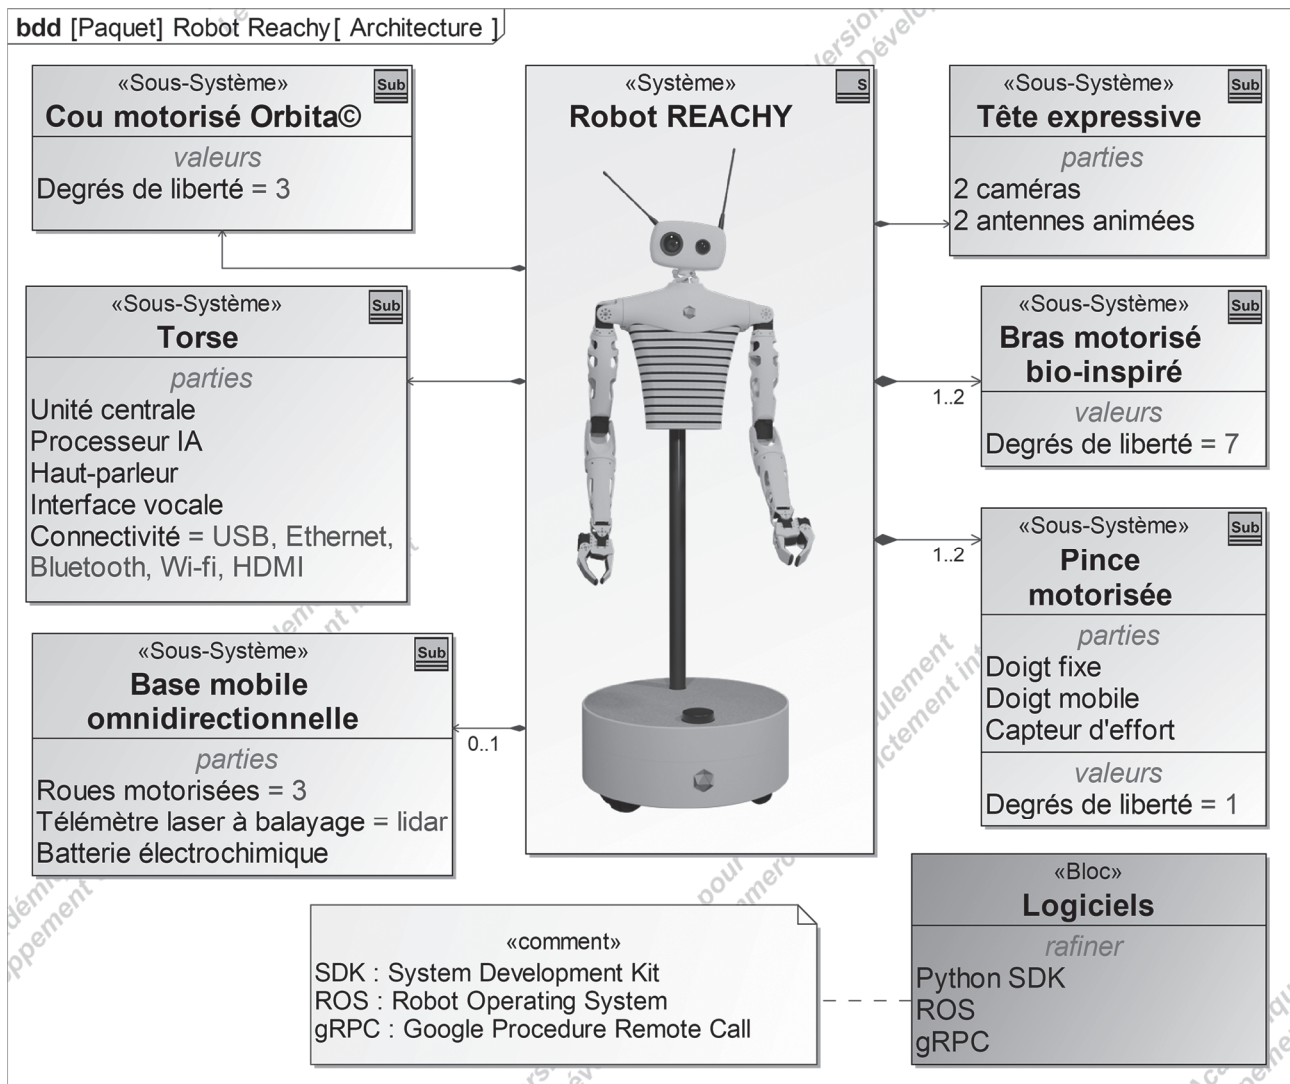 bdd [Paquet] Robot Reachy[ Architecture ]
«Sous-Système»
Sub
Cou motorisé Orbita©
valeurs
Degrés de liberté = 3
«Sous-Système»
Sub
Torse
parties
Unité centrale
Processeur IA
Haut-parleur
Interface vocale
Connectivité = USB, Ethernet,
Bluetooth, Wi-fi, HDMI
«Sous-Système»
Sub
Base mobile
omnidirectionnelle
parties
Roues motorisées = 3
Télémètre laser à balayage = lidar
Batterie électrochimique
0..1
«Système»
S
Robot REACHY
«Sous-Système»
Sub
Tête expressive
parties
2 caméras
2 antennes animées
«Sous-Système»
Sub
Bras motorisé
bio-inspiré
valeurs
Degrés de liberté = 7
1..2
«Sous-Système»
Sub
Pince
motorisée
parties
Doigt fixe
Doigt mobile
Capteur d'effort
valeurs
Degrés de liberté = 1
1..2
«comment»
SDK : System Development Kit
ROS : Robot Operating System
gRPC : Google Procedure Remote Call
«Bloc»
Logiciels
rafiner
Python SDK
ROS
gRPC